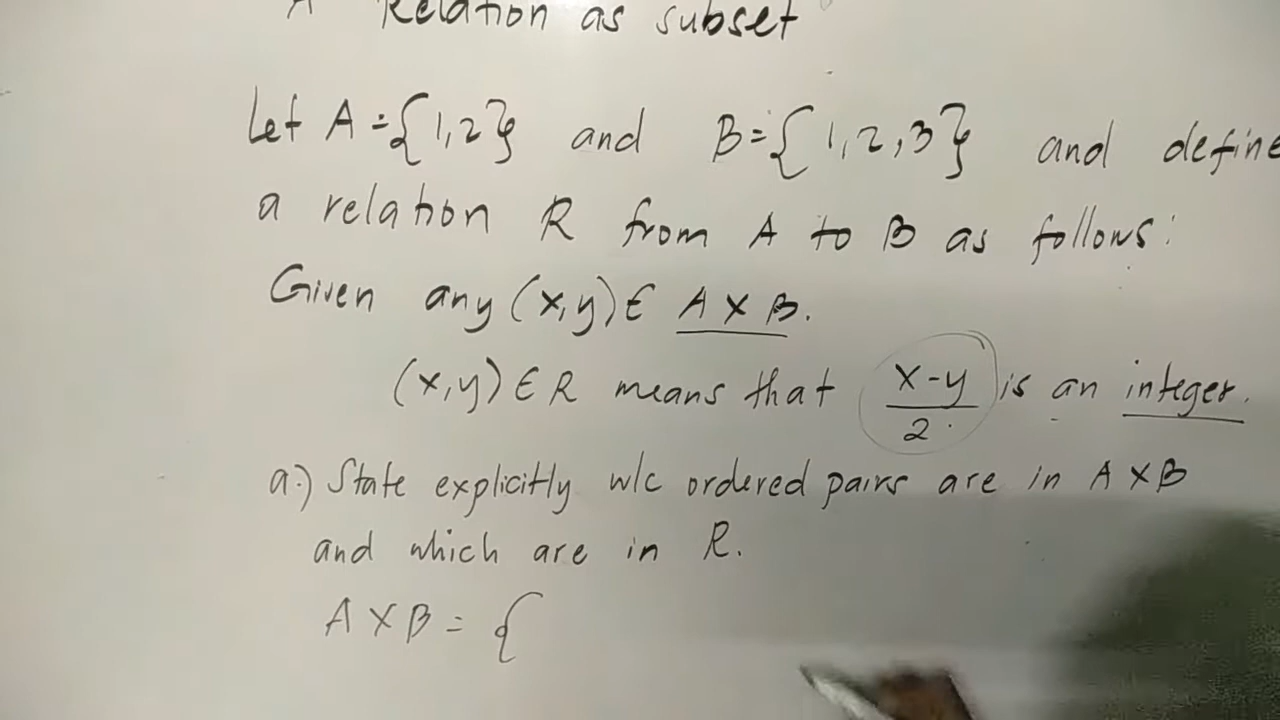 A Relation as subset
Let A = {1,2} and B = {1,2,3} and define
a relation R from A to B as follows:
Given any (x,y) ∈ A X B.
(x,y) ∈ R means that x-y/2 is an integer.
a.) State explicitly w/c ordered pairs are in A X B
and which are in R.
A X B = {